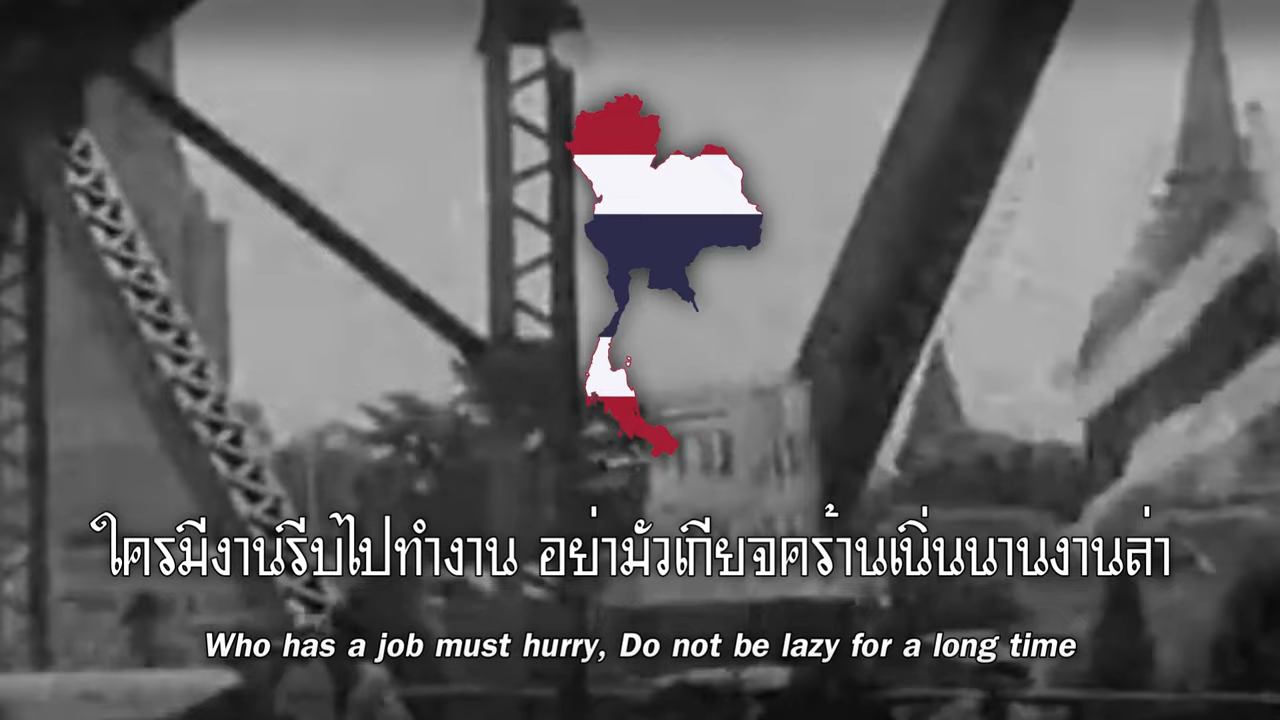 ใครมีงานรีบไปทำงาน อย่ามัวเกียจคร้านเนิ่นนานงานล่า
Who has a job must hurry, Do not be lazy for a long time